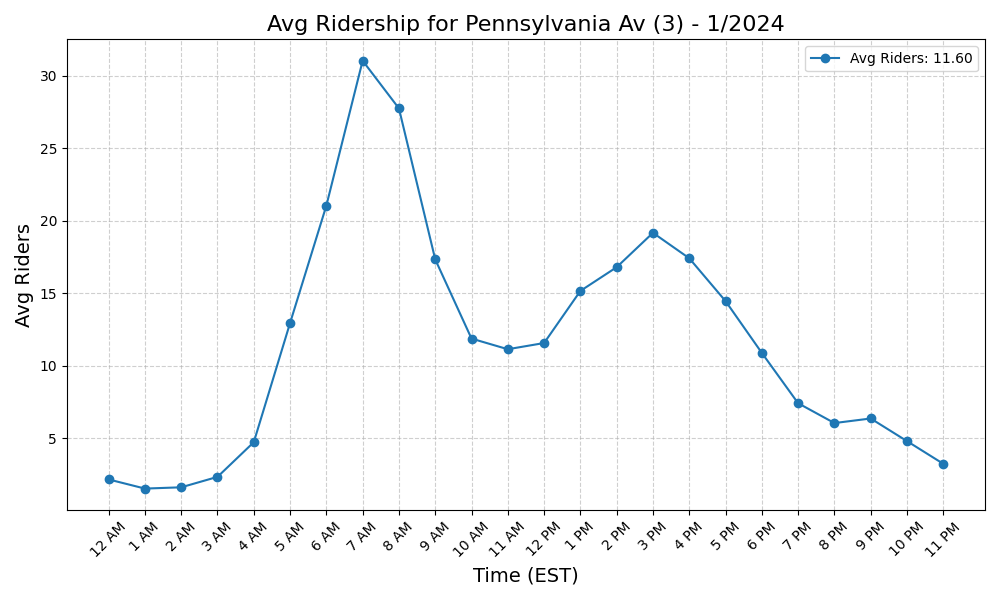 Avg Ridership for Pennsylvania Av (3) - 1/2024
Avg Riders: 11.60
Avg Riders
30
25
20
15
10
5
12 AM
1 AM
2 AM
3 AM
4 AM
5 AM
6 AM
7 AM
8 AM
9 AM
10 AM
11 AM
12 PM
1 PM
2 PM
3 PM
4 PM
5 PM
6 PM
7 PM
8 PM
9 PM
10 PM
11 PM
Time (EST)